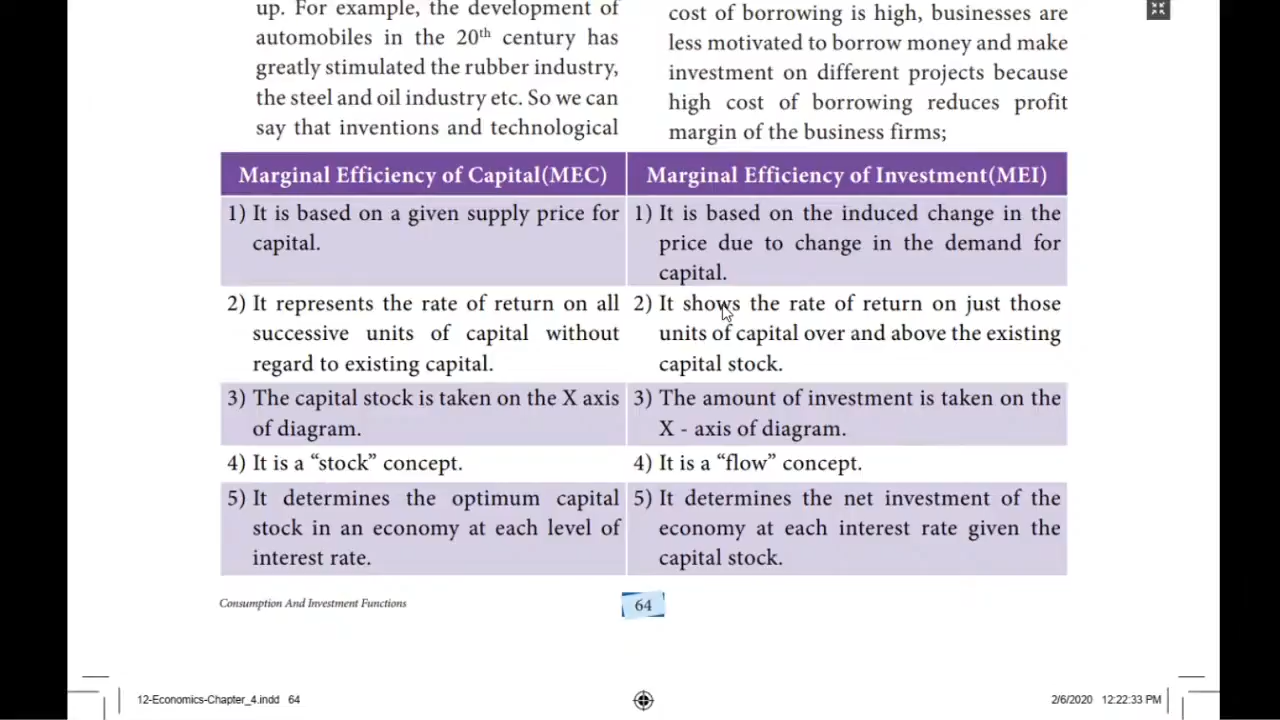 up. For example, the development of
automobiles in the 20th century has
greatly stimulated the rubber industry,
the steel and oil industry etc. So we can
say that inventions and technological
cost of borrowing is high, businesses are
less motivated to borrow money and make
investment on different projects because
high cost of borrowing reduces profit
margin of the business firms;
Marginal Efficiency of Capital(MEC)
Marginal Efficiency of Investment(MEI)
1) It is based on a given supply price for
capital.
1) It is based on the induced change in the
price due to change in the demand for
capital.
2) It represents the rate of return on all
successive units of capital without
regard to existing capital.
2) It shows the rate of return on just those
units of capital over and above the existing
capital stock.
3) The capital stock is taken on the X axis
of diagram.
3) The amount of investment is taken on the
X - axis of diagram.
4) It is a “stock” concept.
4) It is a “flow” concept.
5) It determines the optimum capital
stock in an economy at each level of
interest rate.
5) It determines the net investment of the
economy at each interest rate given the
capital stock.
Consumption And Investment Functions
64
12-Economics-Chapter_4.indd 64
2/6/2020 12:22:33 PM